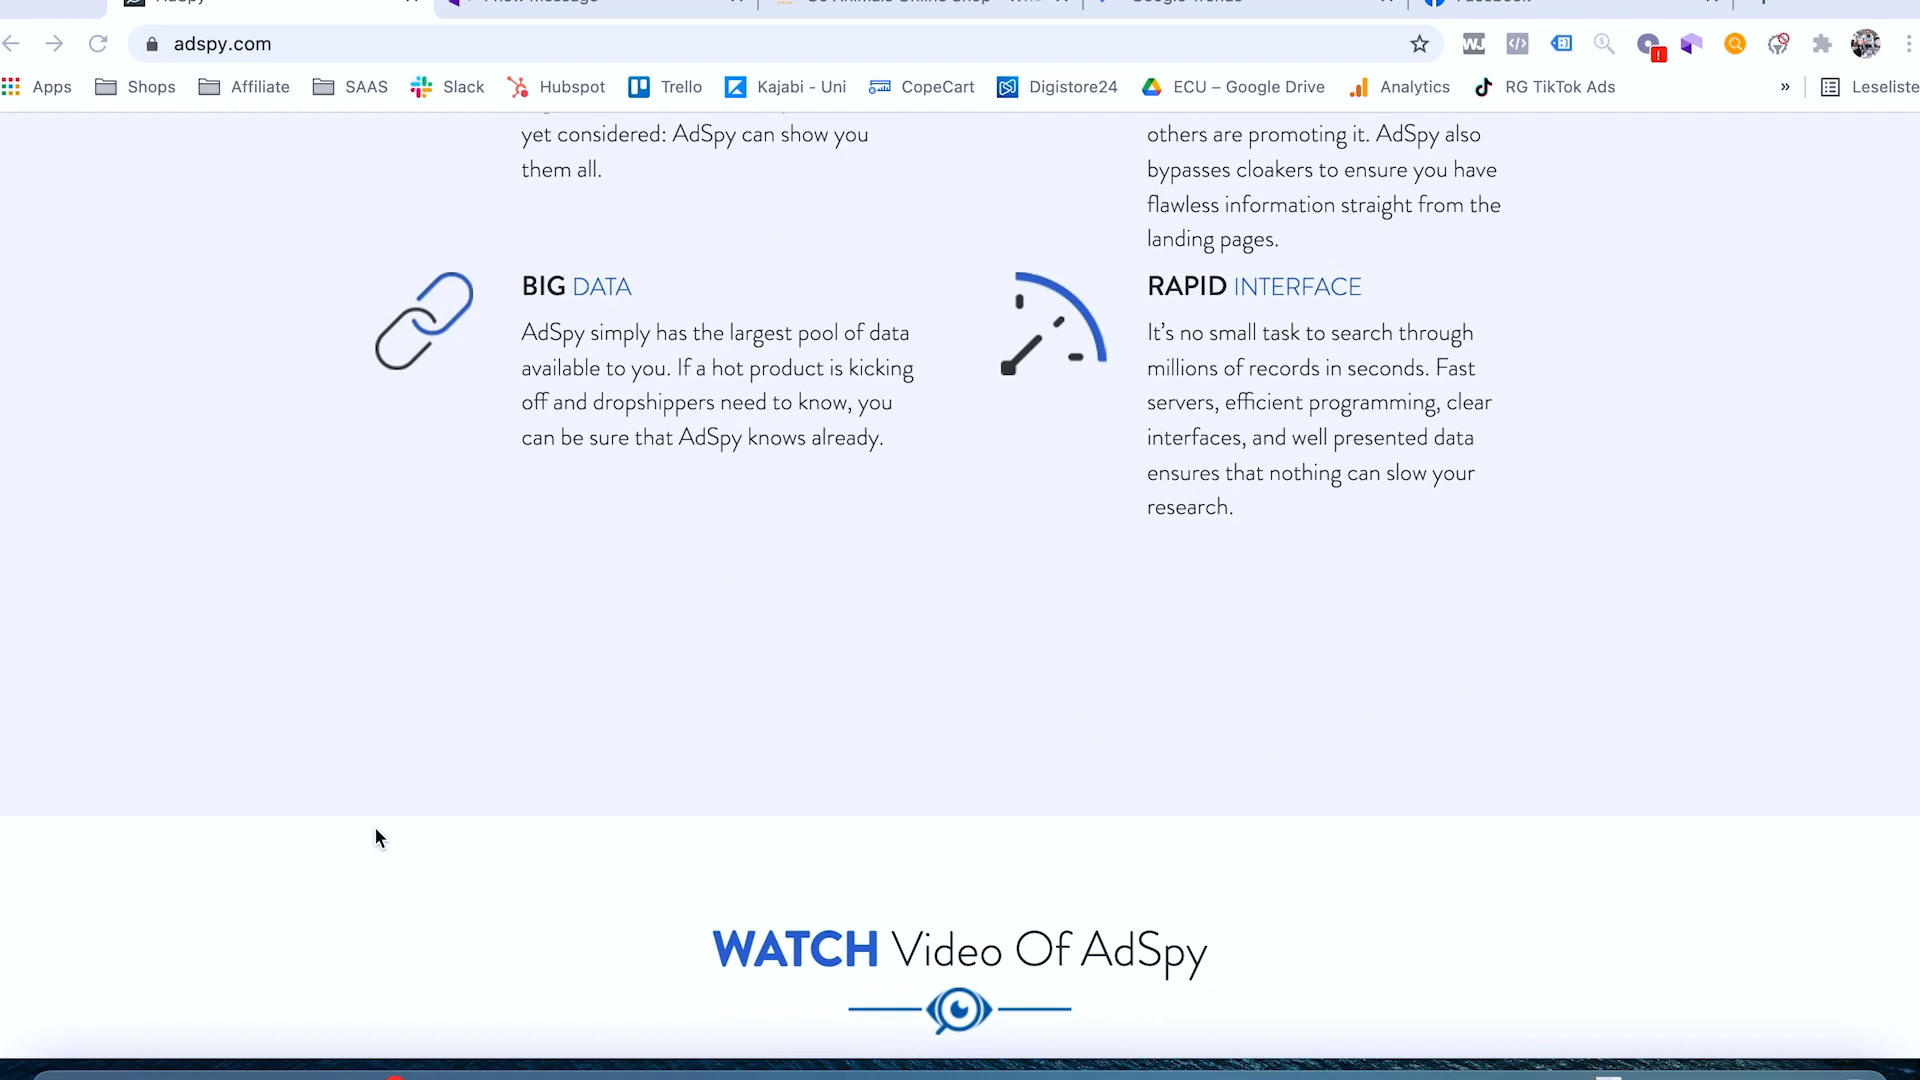 AdSpy
adspy.com
Apps Shops Affiliate SAAS Slack Hubspot Trello Kajabi - Uni CopeCart Digistore24 ECU – Google Drive Analytics RG TikTok Ads » Leseliste
yet considered: AdSpy can show you
them all.
others are promoting it. AdSpy also
bypasses cloakers to ensure you have
flawless information straight from the
landing pages.
BIG DATA
AdSpy simply has the largest pool of data
available to you. If a hot product is kicking
off and dropshippers need to know, you
can be sure that AdSpy knows already.
RAPID INTERFACE
It’s no small task to search through
millions of records in seconds. Fast
servers, efficient programming, clear
interfaces, and well presented data
ensures that nothing can slow your
research.
WATCH Video Of AdSpy